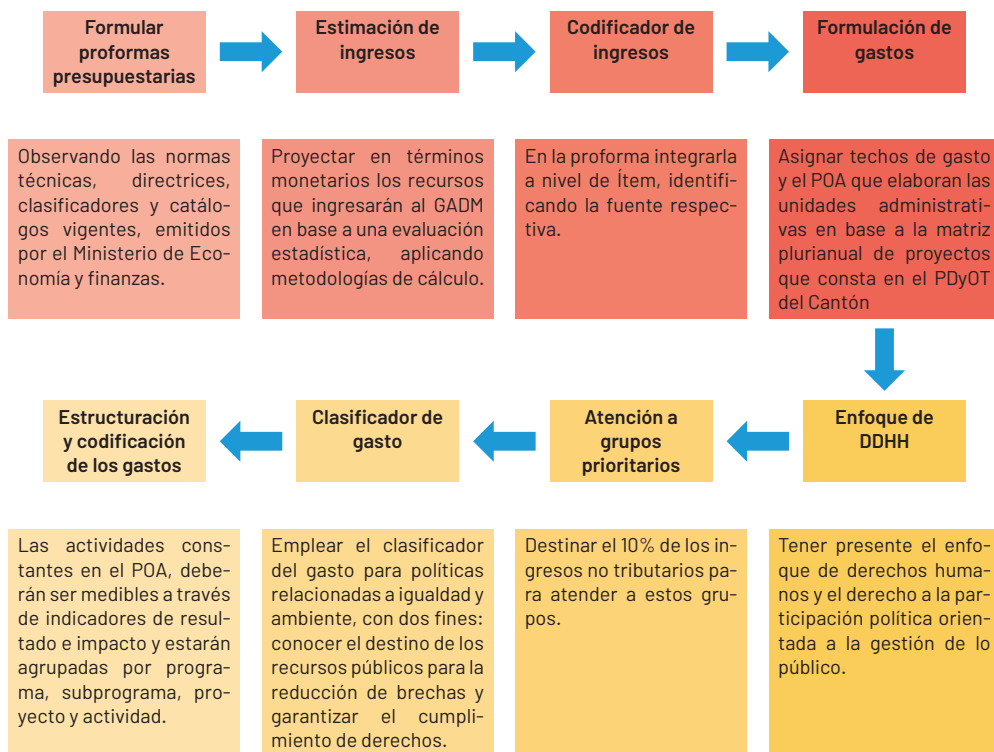 Formular
proformas
presupuestarias
Estimación de
ingresos
Codificador de
ingresos
Formulación de
gastos
Observando las normas
técnicas, directrices,
clasificadores y catálo-
gos vigentes, emitidos
por el Ministerio de Eco-
nomía y finanzas.
Proyectar en términos
monetarios los recursos
que ingresarán al GADM
en base a una evaluación
estadística, aplicando
metodologías de cálculo.
En la proforma integrarla
a nivel de Ítem, identifi-
cando la fuente respec-
tiva.
Asignar techos de gasto
y el POA que elaboran las
unidades administrati-
vas en base a la matriz
plurianual de proyectos
que consta en el PDyOT
del Cantón
Enfoque de
DDHH
Atención a
grupos
prioritarios
Clasificador de
gasto
Estructuración
y codificación
de los gastos
Tener presente el enfo-
que de derechos huma-
nos y el derecho a la par-
ticipación política orien-
tada a la gestión de lo
público.
Destinar el 10% de los in-
gresos no tributarios pa-
ra atender a estos gru-
pos.
Emplear el clasificador
del gasto para políticas
relacionadas a igualdad y
ambiente, con dos fines:
conocer el destino de los
recursos públicos para la
reducción de brechas y
garantizar el cumpli-
miento de derechos.
Las actividades cons-
tantes en el POA, debe-
rán ser medibles a través
de indicadores de resul-
tado e impacto y estarán
agrupadas por progra-
ma, subprograma, pro-
yecto y actividad.